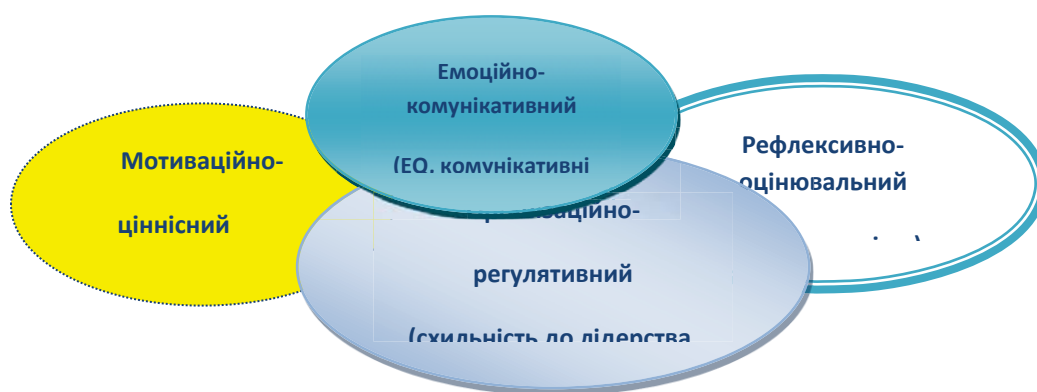 Емоційно-
комунікативний
(EQ, комунікативні
Мотиваційно-
ціннісний
Рефлексивно-
оцінювальний
регулятивний
(схильність до лідерства